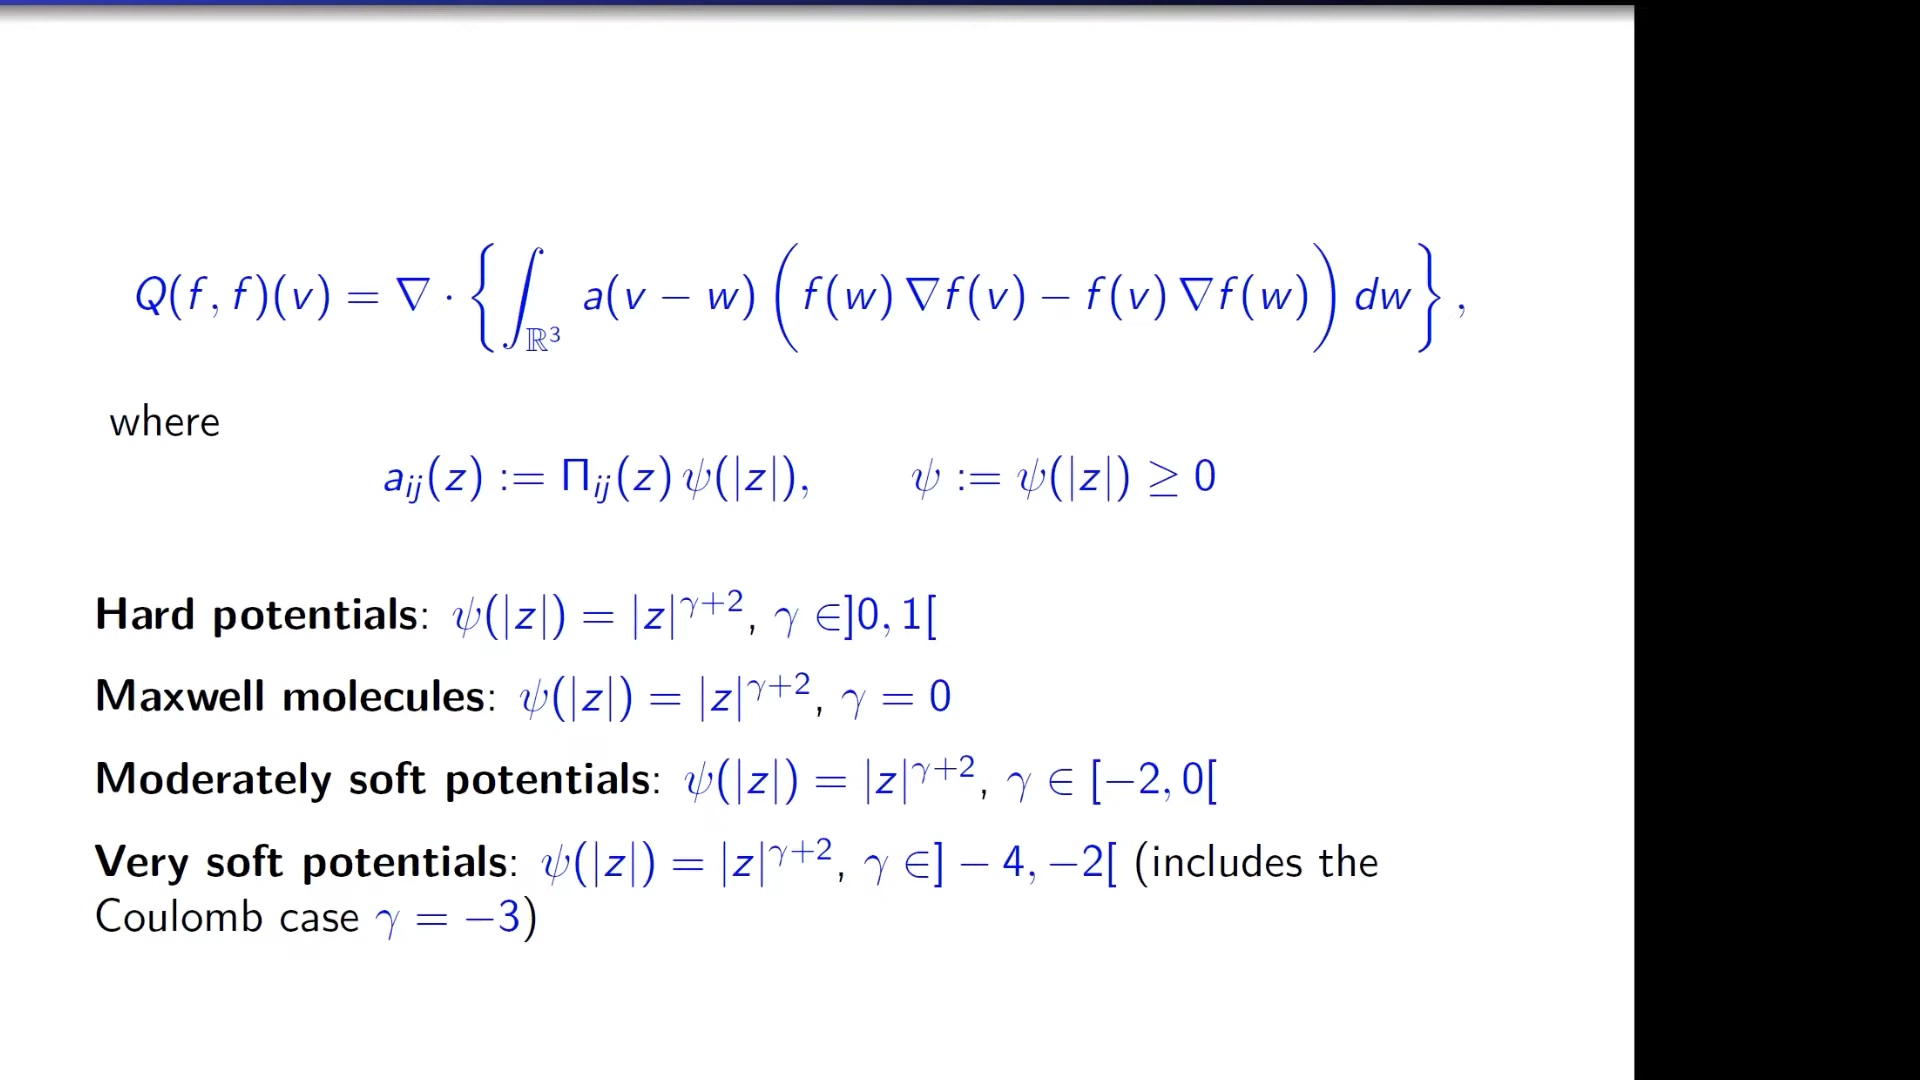 Q(f, f)(v) = ∇ · { ∫_{ℝ³} a(v − w) ( f(w) ∇f(v) − f(v) ∇f(w) ) dw } ,
where
a_{ij}(z) := Π_{ij}(z) ψ(|z|),  ψ := ψ(|z|) ≥ 0
Hard potentials: ψ(|z|) = |z|^{γ+2}, γ ∈]0, 1[
Maxwell molecules: ψ(|z|) = |z|^{γ+2}, γ = 0
Moderately soft potentials: ψ(|z|) = |z|^{γ+2}, γ ∈ [−2, 0[
Very soft potentials: ψ(|z|) = |z|^{γ+2}, γ ∈] − 4, −2[ (includes the
Coulomb case γ = −3)